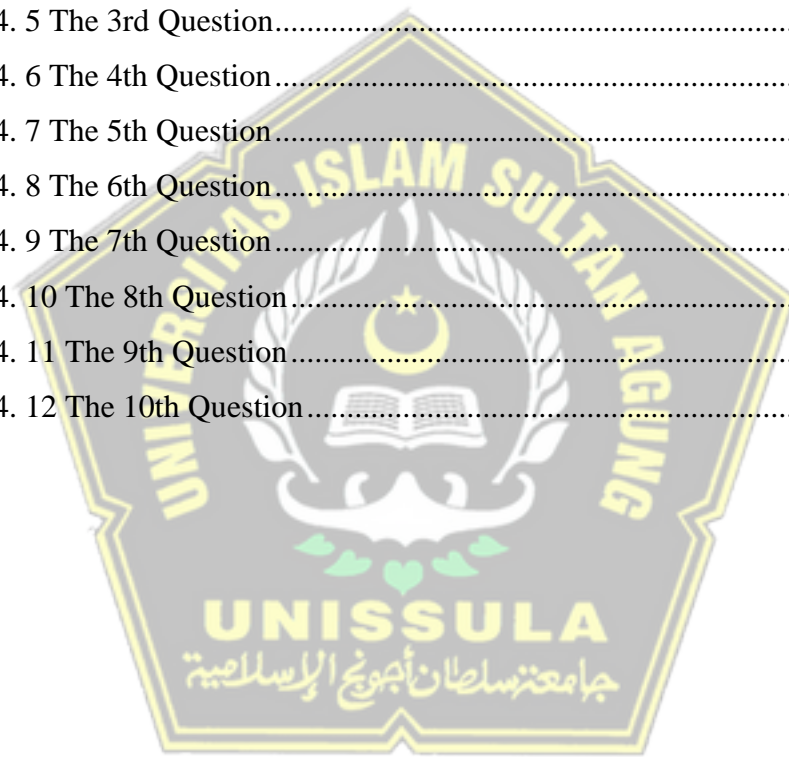 4. 5 The 3rd Question....................................................................
4. 6 The 4th Question....................................................................
4. 7 The 5th Question....................................................................
4. 8 The 6th Question....................................................................
4. 9 The 7th Question....................................................................
4. 10 The 8th Question..................................................................
4. 11 The 9th Question..................................................................
4. 12 The 10th Question................................................................
UNIVERSITAS ISLAM SULTAN AGUNG
UNISSULA
جامعة سلطان أجونج الإسلامية